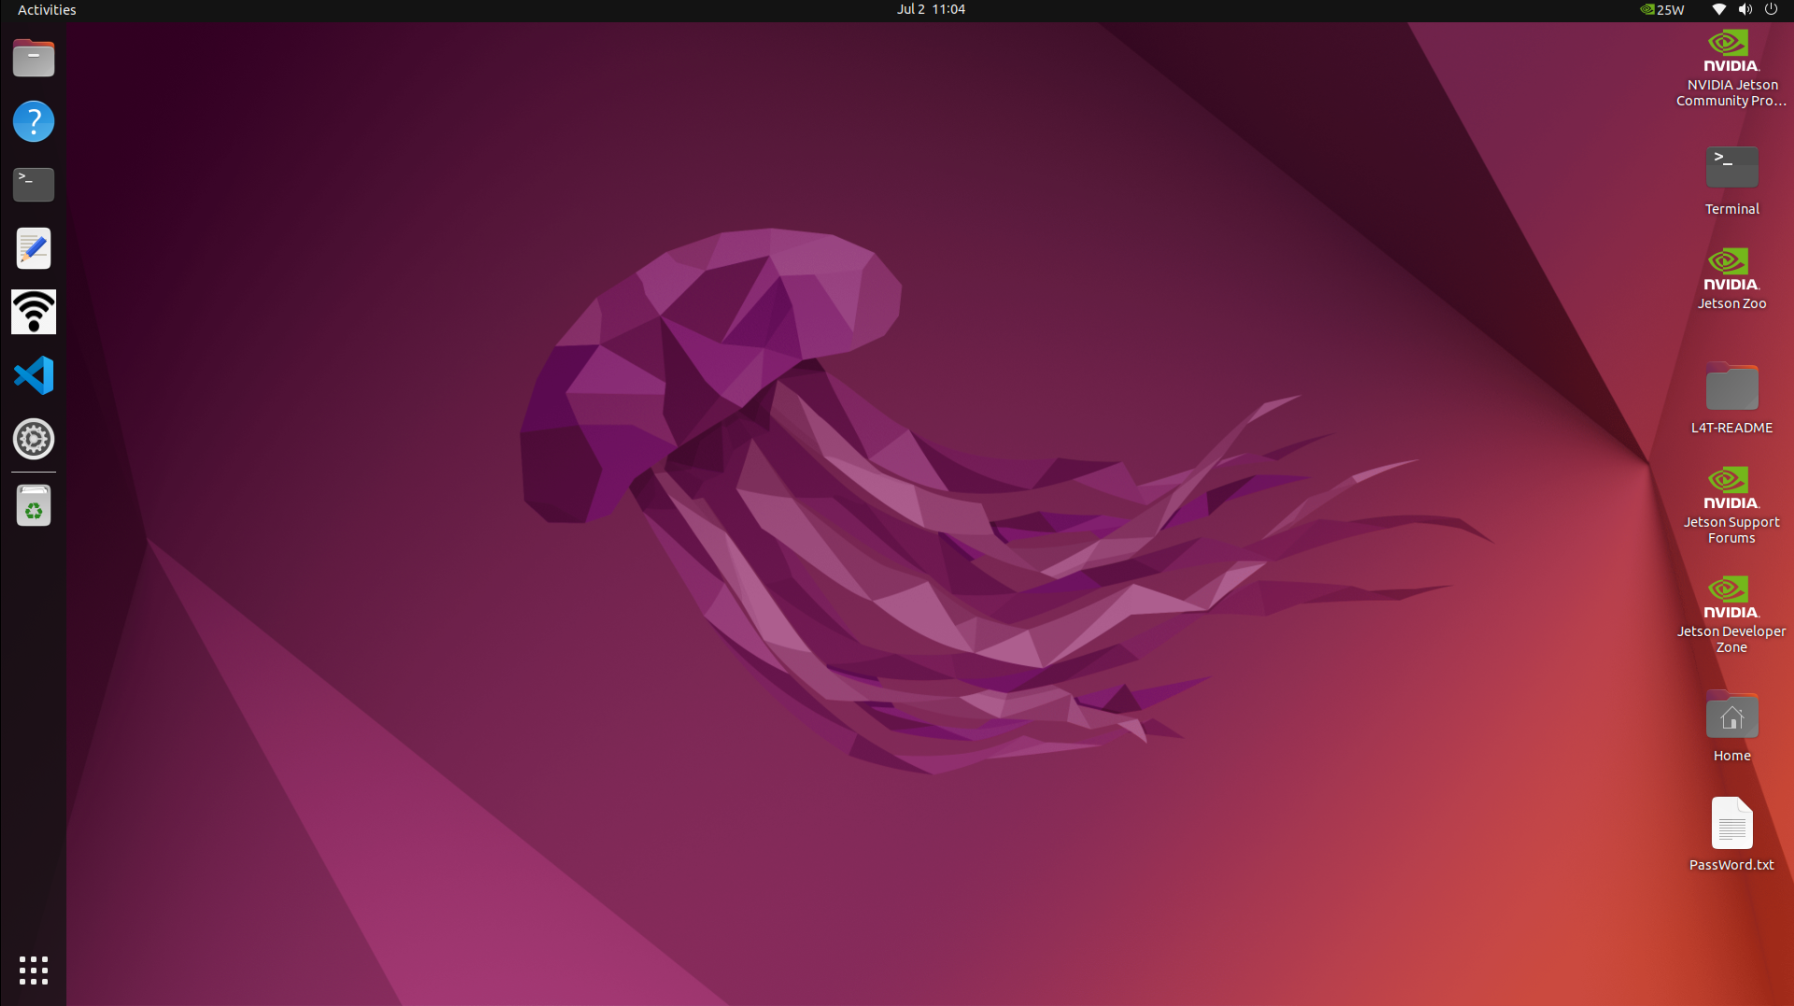 Activities
Jul 2 11:04
25W
NVIDIA.
NVIDIA Jetson
Community Pro...
>_
Terminal
NVIDIA.
Jetson Zoo
L4T-README
NVIDIA.
Jetson Support
Forums
NVIDIA.
Jetson Developer
Zone
Home
PassWord.txt
?
>_